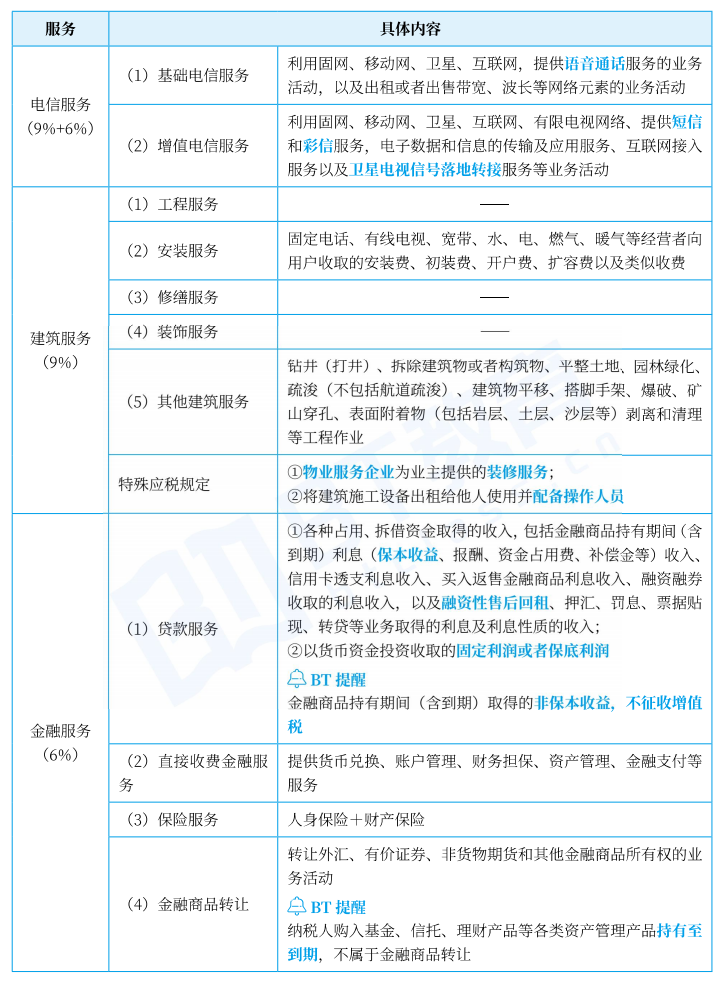 服务
具体内容
电信服务
（9%+6%）
（1）基础电信服务
利用固网、移动网、卫星、互联网，提供语音通话服务的业务
活动，以及出租或者出售带宽、波长等网络元素的业务活动
（2）增值电信服务
利用固网、移动网、卫星、互联网、有限电视网络、提供短信
和彩信服务，电子数据和信息的传输及应用服务、互联网接入
服务以及卫星电视信号落地转接服务等业务活动
建筑服务
（9%）
（1）工程服务
——
（2）安装服务
固定电话、有线电视、宽带、水、电、燃气、暖气等经营者向
用户收取的安装费、初装费、开户费、扩容费以及类似收费
（3）修缮服务
——
（4）装饰服务
——
（5）其他建筑服务
钻井（打井）、拆除建筑物或者构筑物、平整土地、园林绿化、
疏浚（不包括航道疏浚）、建筑物平移、搭脚手架、爆破、矿
山穿孔、表面附着物（包括岩层、土层、沙层等）剥离和清理
等工程作业
特殊应税规定
①物业服务企业为业主提供的装修服务；
②将建筑施工设备出租给他人使用并配备操作人员
金融服务
（6%）
（1）贷款服务
①各种占用、拆借资金取得的收入，包括金融商品持有期间（含
到期）利息（保本收益、报酬、资金占用费、补偿金等）收入、
信用卡透支利息收入、买入返售金融商品利息收入、融资融券
收取的利息收入，以及融资性售后回租、押汇、罚息、票据贴
现、转贷等业务取得的利息及利息性质的收入；
②以货币资金投资收取的固定利润或者保底利润
BT 提醒
金融商品持有期间（含到期）取得的非保本收益，不征收增值
税
（2）直接收费金融服
务
提供货币兑换、账户管理、财务担保、资产管理、金融支付等
服务
（3）保险服务
人身保险＋财产保险
（4）金融商品转让
转让外汇、有价证券、非货物期货和其他金融商品所有权的业
务活动
BT 提醒
纳税人购入基金、信托、理财产品等各类资产管理产品持有至
到期，不属于金融商品转让